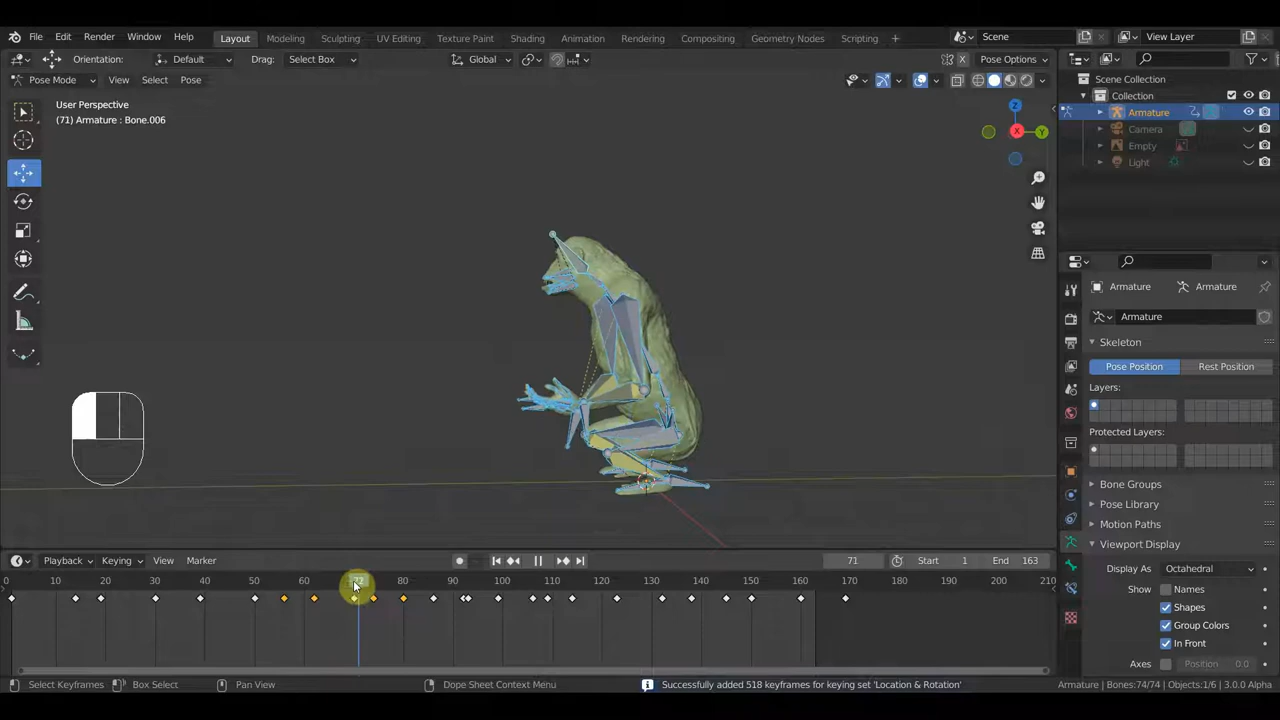 File Edit Render Window Help Layout Modeling Sculpting UV Editing Texture Paint Shading Animation Rendering Compositing Geometry Nodes Scripting + Scene View Layer
Orientation: Default Drag: Select Box Global X Pose Options
Pose Mode View Select Pose
Scene Collection
Collection
Armature
Camera
Empty
Light
User Perspective
(71) Armature : Bone.006
Z
X
Y
Armature Armature
Armature
Skeleton
Pose Position Rest Position
Layers:
Protected Layers:
Bone Groups
Pose Library
Motion Paths
Viewport Display
Display As Octahedral
Show Names
Shapes
Group Colors
In Front
Axes Position 0.0
Playback Keying View Marker 71 Start 1 End 163
0 10 20 30 40 50 60 71 80 90 100 110 120 130 140 150 160 170 180 190 200 210
Select Keyframes Box Select Pan View Dope Sheet Context Menu Successfully added 518 keyframes for keying set 'Location & Rotation' Armature | Bones:74/74 | Objects:1/6 | 3.0.0 Alpha